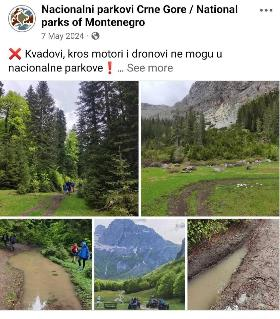 Nacionalni parkovi Crne Gore / National
parks of Montenegro
7 May 2024 ·
❌ Kvadovi, kros motori i dronovi ne mogu u
nacionalne parkove❗... See more